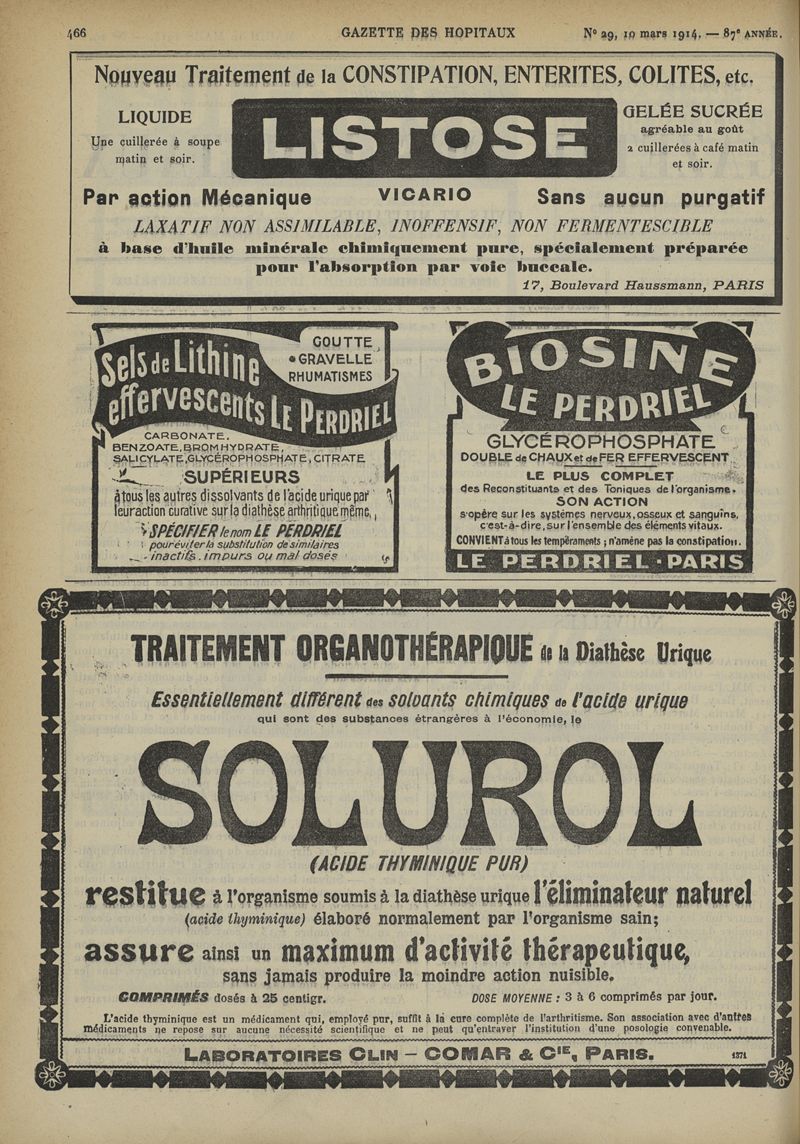 466 GAZETTE DES HOPITAUX Nº 29, 10 mars 1914. — 87e ANNÉE.
Nouveau Traitement de la CONSTIPATION, ENTERITES, COLITES, etc.
LIQUIDE
Une cuillerée à soupe
matin et soir.
LISTOSE
GELÉE SUCRÉE
agréable au goût
2 cuillerées à café matin
et soir.
Par action Mécanique VICARIO Sans aucun purgatif
LAXATIF NON ASSIMILABLE, INOFFENSIF, NON FERMENTESCIBLE
à base d'huile minérale chimiquement pure, spécialement préparée
pour l'absorption par voie buccale.
17, Boulevard Haussmann, PARIS
Sels de Lithine
effervescents LE PERDRIEL
GOUTTE
GRAVELLE
RHUMATISMES
CARBONATE,
BENZOATE, BROMHYDRATE,
SALICYLATE, GLYCÉROPHOSPHATE, CITRATE
SUPÉRIEURS
à tous les autres dissolvants de l'acide urique par
leur action curative sur la diathèse arthritique même,
SPÉCIFIER le nom LE PERDRIEL
pour éviter la substitution de similaires
inactifs, impurs ou mal dosés
BIOSINE
LE PERDRIEL
GLYCÉROPHOSPHATE
DOUBLE de CHAUX et de FER EFFERVESCENT
LE PLUS COMPLET
des Reconstituants et des Toniques de l'organisme.
SON ACTION
s'opère sur les systèmes nerveux, osseux et sanguins,
c'est-à-dire, sur l'ensemble des éléments vitaux.
CONVIENT à tous les tempéraments ; n'amène pas la constipation.
LE PERDRIEL - PARIS
TRAITEMENT ORGANOTHÉRAPIQUE de la Diathèse Urique
Essentiellement différent des solvants chimiques de l'acide urique
qui sont des substances étrangères à l'économie, le
SOLUROL
(ACIDE THYMINIQUE PUR)
restitue à l'organisme soumis à la diathèse urique l'éliminateur naturel
(acide thyminique) élaboré normalement par l'organisme sain;
assure ainsi un maximum d'activité thérapeutique,
sans jamais produire la moindre action nuisible.
COMPRIMÉS dosés à 25 centigr. DOSE MOYENNE : 3 à 6 comprimés par jour.
L'acide thyminique est un médicament qui, employé pur, suffit à la cure complète de l'arthritisme. Son association avec d'autres
médicaments ne repose sur aucune nécessité scientifique et ne peut qu'entraver l'institution d'une posologie convenable.
LABORATOIRES CLIN — COMAR & CIE, PARIS. 1371